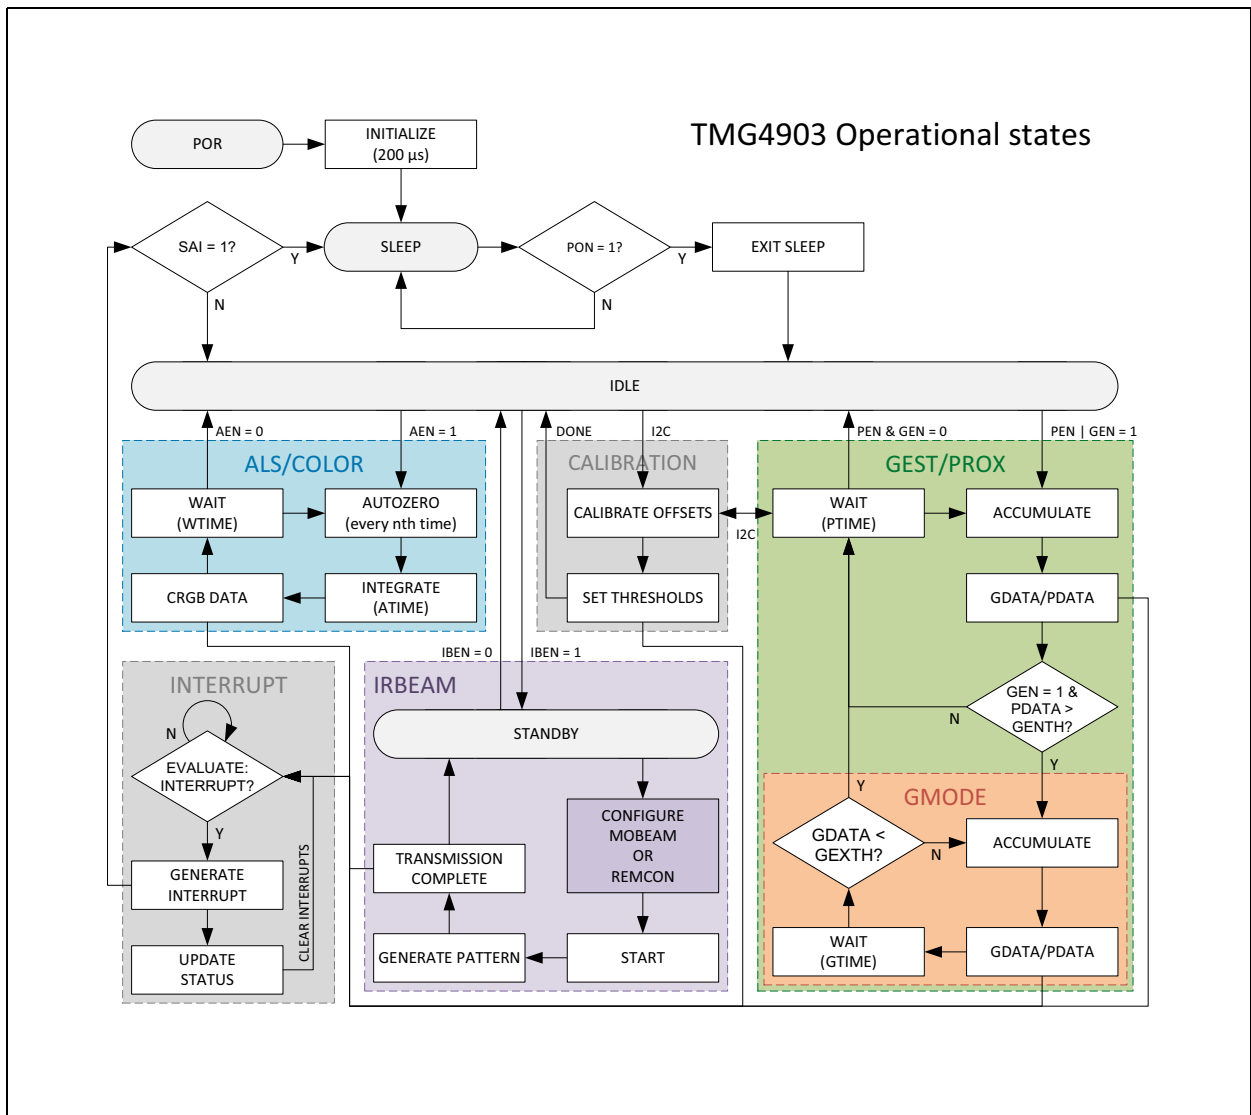 TMG4903 Operational states
POR
INITIALIZE
(200 µs)
SAI = 1?
Y
N
SLEEP
PON = 1?
Y
N
EXIT SLEEP
IDLE
AEN = 0
AEN = 1
DONE
I2C
PEN & GEN = 0
PEN | GEN = 1
ALS/COLOR
WAIT
(WTIME)
AUTOZERO
(every nth time)
CRGB DATA
INTEGRATE
(ATIME)
CALIBRATION
CALIBRATE OFFSETS
I2C
SET THRESHOLDS
GEST/PROX
WAIT
(PTIME)
ACCUMULATE
GDATA/PDATA
GEN = 1 &
PDATA >
GENTH?
N
Y
IBEN = 0
IBEN = 1
INTERRUPT
N
EVALUATE:
INTERRUPT?
Y
GENERATE
INTERRUPT
UPDATE
STATUS
CLEAR INTERRUPTS
IRBEAM
STANDBY
CONFIGURE
MOBEAM
OR
REMCON
TRANSMISSION
COMPLETE
GENERATE PATTERN
START
GMODE
Y
GDATA <
GEXTH?
N
ACCUMULATE
WAIT
(GTIME)
GDATA/PDATA